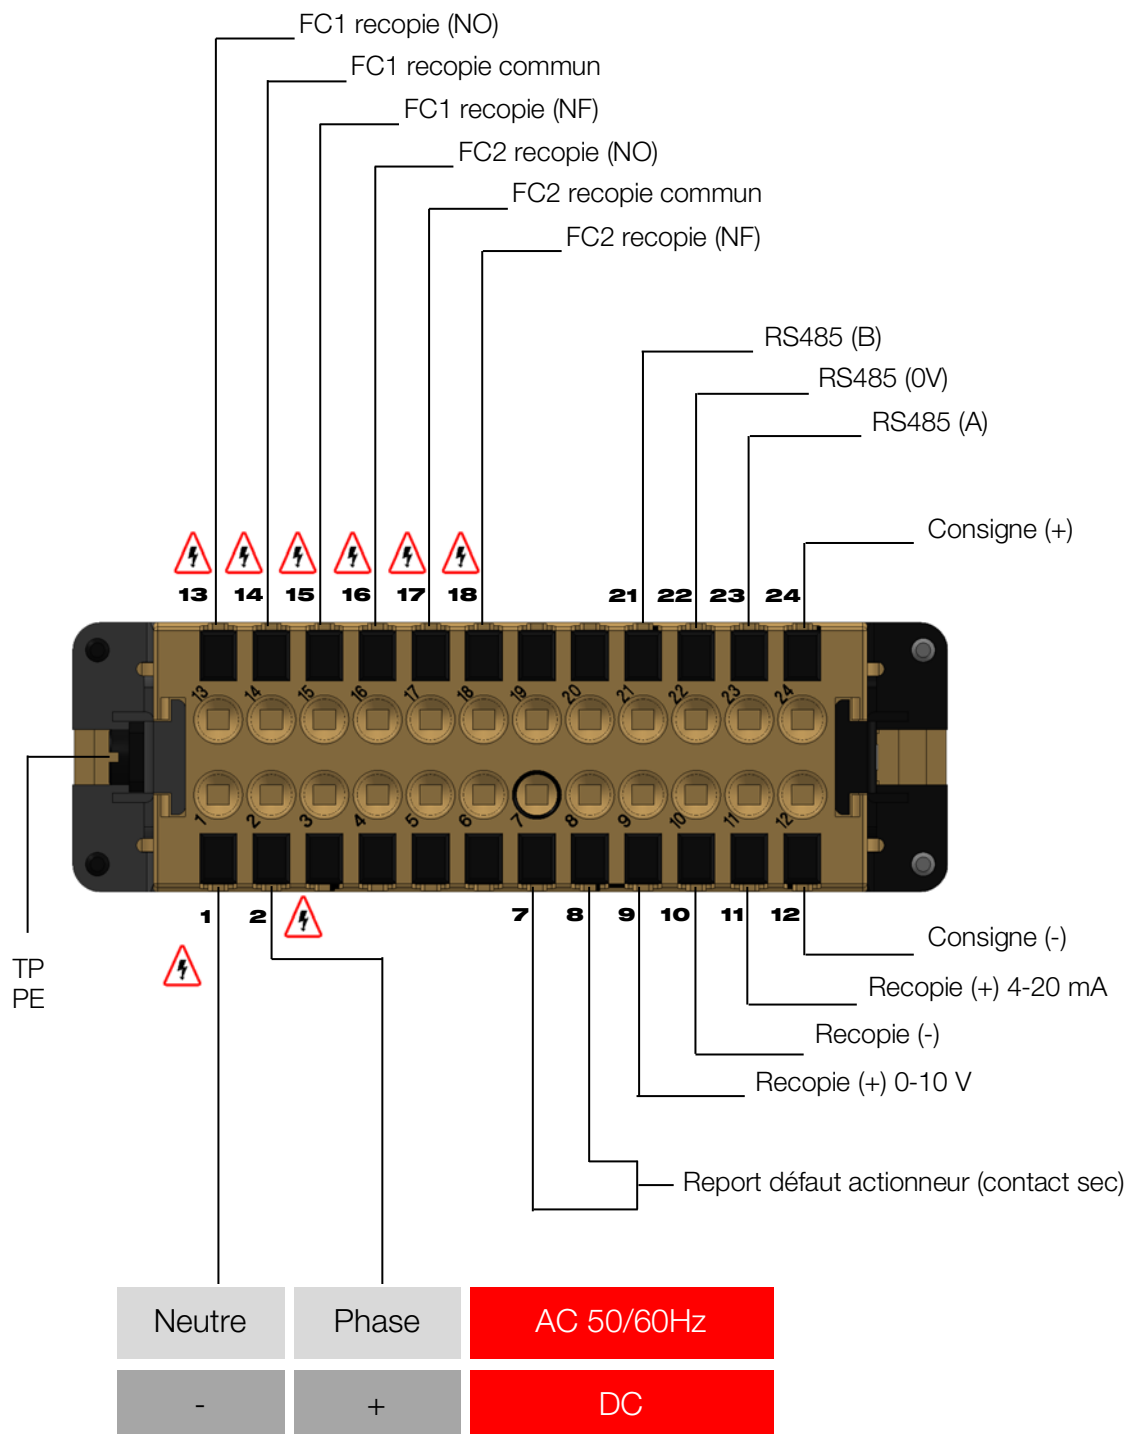 FC1 recopie (NO)
FC1 recopie commun
FC1 recopie (NF)
FC2 recopie (NO)
FC2 recopie commun
FC2 recopie (NF)
RS485 (B)
RS485 (0V)
RS485 (A)
Consigne (+)
13 14 15 16 17 18 21 22 23 24
13 14 15 16 17 18 19 20 21 22 23 24
1 2 3 4 5 6 7 8 9 10 11 12
1 2 7 8 9 10 11 12
TP
PE
Consigne (-)
Recopie (+) 4-20 mA
Recopie (-)
Recopie (+) 0-10 V
Report défaut actionneur (contact sec)
Neutre Phase AC 50/60Hz
- + DC